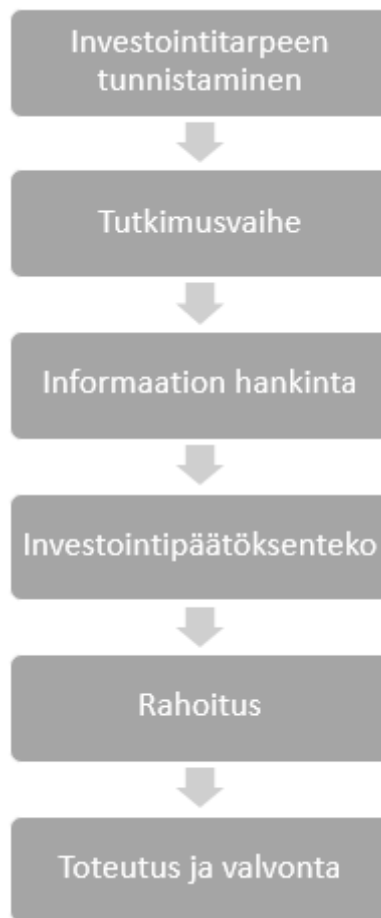 Investointitarpeen
tunnistaminen
Tutkimusvaihe
Informaation hankinta
Investointipäätöksenteko
Rahoitus
Toteutus ja valvonta